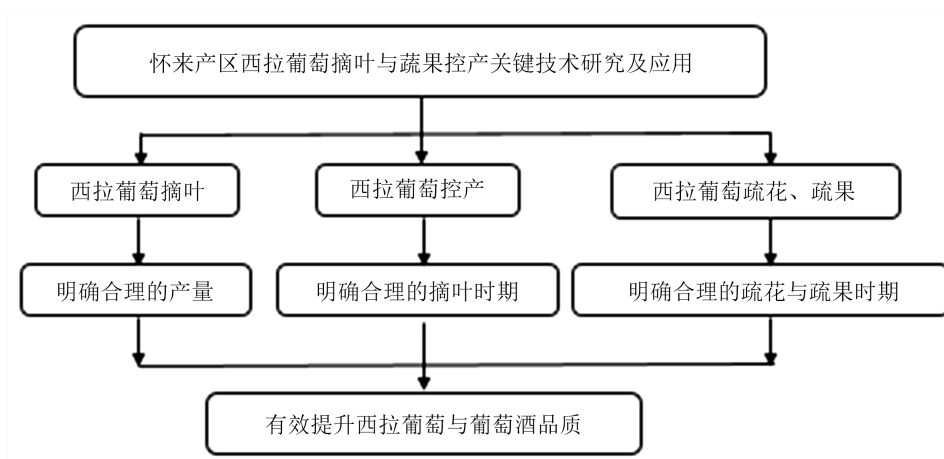 怀来产区西拉葡萄摘叶与蔬果控产关键技术研究及应用
西拉葡萄摘叶
西拉葡萄控产
西拉葡萄疏花、疏果
明确合理的产量
明确合理的摘叶时期
明确合理的疏花与疏果时期
有效提升西拉葡萄与葡萄酒品质